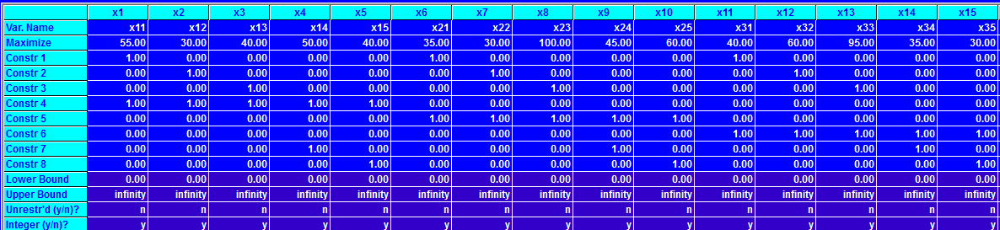 x1 x2 x3 x4 x5 x6 x7 x8 x9 x10 x11 x12 x13 x14 x15
Var. Name x11 x12 x13 x14 x15 x21 x22 x23 x24 x25 x31 x32 x33 x34 x35
Maximize 55.00 30.00 40.00 50.00 40.00 35.00 30.00 100.00 45.00 60.00 40.00 60.00 95.00 35.00 30.00
Constr 1 1.00 0.00 0.00 0.00 0.00 1.00 0.00 0.00 0.00 0.00 1.00 0.00 0.00 0.00 0.00
Constr 2 0.00 1.00 0.00 0.00 0.00 0.00 1.00 0.00 0.00 0.00 0.00 1.00 0.00 0.00 0.00
Constr 3 0.00 0.00 1.00 0.00 0.00 0.00 0.00 1.00 0.00 0.00 0.00 0.00 1.00 0.00 0.00
Constr 4 1.00 1.00 1.00 1.00 1.00 0.00 0.00 0.00 0.00 0.00 0.00 0.00 0.00 0.00 0.00
Constr 5 0.00 0.00 0.00 0.00 0.00 1.00 1.00 1.00 1.00 1.00 0.00 0.00 0.00 0.00 0.00
Constr 6 0.00 0.00 0.00 0.00 0.00 0.00 0.00 0.00 0.00 0.00 1.00 1.00 1.00 1.00 1.00
Constr 7 0.00 0.00 0.00 1.00 0.00 0.00 0.00 0.00 1.00 0.00 0.00 0.00 0.00 1.00 0.00
Constr 8 0.00 0.00 0.00 0.00 1.00 0.00 0.00 0.00 0.00 1.00 0.00 0.00 0.00 0.00 1.00
Lower Bound 0.00 0.00 0.00 0.00 0.00 0.00 0.00 0.00 0.00 0.00 0.00 0.00 0.00 0.00 0.00
Upper Bound infinity infinity infinity infinity infinity infinity infinity infinity infinity infinity infinity infinity infinity infinity infinity
Unrestr'd (y/n)? n n n n n n n n n n n n n n n
Integer (y/n)? y y y y y y y y y y y y y y y